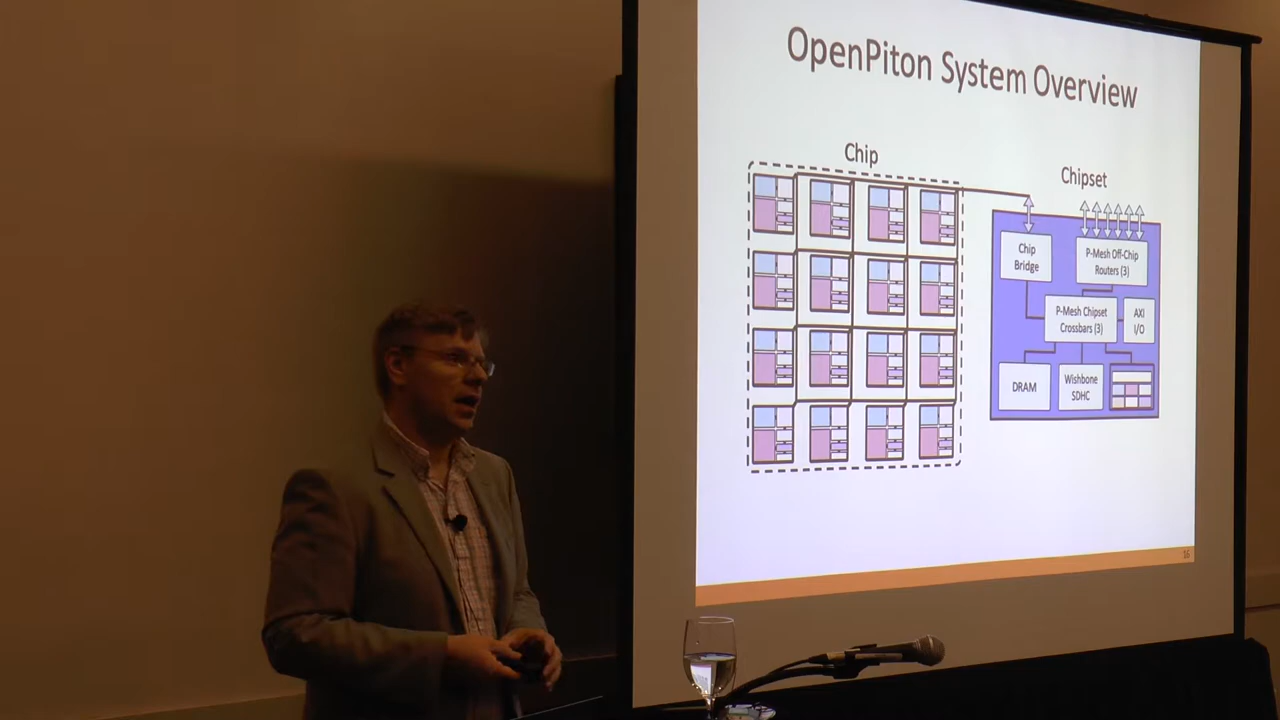 OpenPiton System Overview
Chip
Chipset
Chip
Bridge
P-Mesh Off-Chip
Routers (3)
P-Mesh Chipset
Crossbars (3)
AXI
I/O
DRAM
Wishbone
SDHC
16